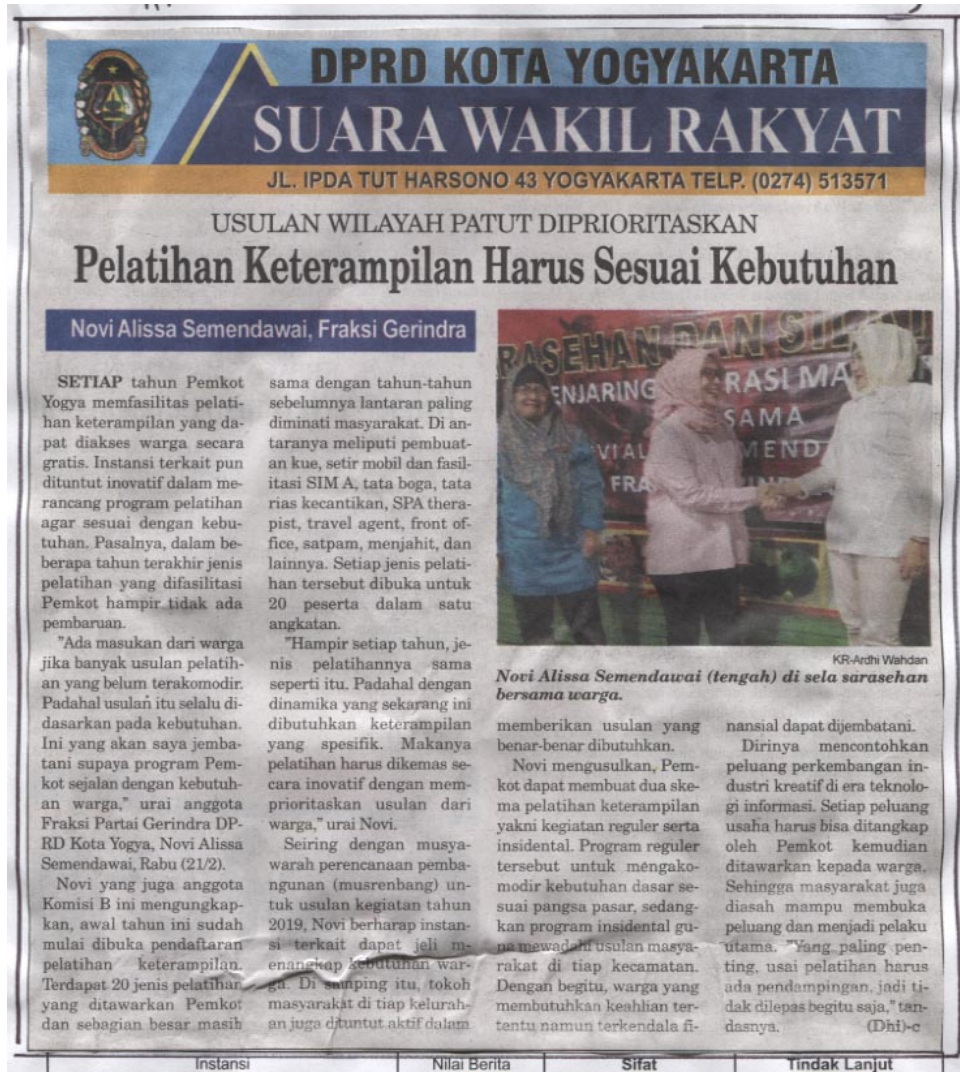 DPRD KOTA YOGYAKARTA
SUARA WAKIL RAKYAT
JL. IPDA TUT HARSONO 43 YOGYAKARTA TELP. (0274) 513571
USULAN WILAYAH PATUT DIPRIORITASKAN
Pelatihan Keterampilan Harus Sesuai Kebutuhan
Novi Alissa Semendawai, Fraksi Gerindra
SETIAP tahun Pemkot
Yogya memfasilitas pelati-
han keterampilan yang da-
pat diakses warga secara
gratis. Instansi terkait pun
dituntut inovatif dalam me-
rancang program pelatihan
agar sesuai dengan kebu-
tuhan. Pasalnya, dalam be-
berapa tahun terakhir jenis
pelatihan yang difasilitasi
Pemkot hampir tidak ada
pembaruan.
"Ada masukan dari warga
jika banyak usulan pelatih-
an yang belum terakomodir.
Padahal usulan itu selalu di-
dasarkan pada kebutuhan.
Ini yang akan saya jemba-
tani supaya program Pem-
kot sejalan dengan kebutuh-
an warga," urai anggota
Fraksi Partai Gerindra DP-
RD Kota Yogya, Novi Alissa
Semendawai, Rabu (21/2).
Novi yang juga anggota
Komisi B ini mengungkap-
kan, awal tahun ini sudah
mulai dibuka pendaftaran
pelatihan keterampilan.
Terdapat 20 jenis pelatihan
yang ditawarkan Pemkot
dan sebagian besar masih
sama dengan tahun-tahun
sebelumnya lantaran paling
diminati masyarakat. Di an-
taranya meliputi pembuat-
an kue, setir mobil dan fasil-
itasi SIM A, tata boga, tata
rias kecantikan, SPA thera-
pist, travel agent, front of-
fice, satpam, menjahit, dan
lainnya. Setiap jenis pelati-
han tersebut dibuka untuk
20 peserta dalam satu
angkatan.
"Hampir setiap tahun, je-
nis pelatihannya sama
seperti itu. Padahal dengan
dinamika yang sekarang ini
dibutuhkan keterampilan
yang spesifik. Makanya
pelatihan harus dikemas se-
cara inovatif dengan mem-
prioritaskan usulan dari
warga," urai Novi.
Seiring dengan musya-
warah perencanaan pemba-
ngunan (musrenbang) un-
tuk usulan kegiatan tahun
2019, Novi berharap instan-
si terkait dapat jeli m-
enangkap kebutuhan war-
ga. Di samping itu, tokoh
masyarakat di tiap kelurah-
an juga dituntut aktif dalam
RASEHAN DAN SILA
ENJARING RASI MA
SAMA
VI AL MEND
FRA
KR-Ardhi Wahdan
Novi Alissa Semendawai (tengah) di sela sarasehan
bersama warga.
memberikan usulan yang
benar-benar dibutuhkan.
Novi mengusulkan, Pem-
kot dapat membuat dua ske-
ma pelatihan keterampilan
yakni kegiatan reguler serta
insidental. Program reguler
tersebut untuk mengako-
modir kebutuhan dasar se-
suai pangsa pasar, sedang-
kan program insidental gu-
na mewadahi usulan masya-
rakat di tiap kecamatan.
Dengan begitu, warga yang
membutuhkan keahlian ter-
tentu namun terkendala fi-
nansial dapat dijembatani.
Dirinya mencontohkan
peluang perkembangan in-
dustri kreatif di era teknolo-
gi informasi. Setiap peluang
usaha harus bisa ditangkap
oleh Pemkot kemudian
ditawarkan kepada warga.
Sehingga masyarakat juga
diasah mampu membuka
peluang dan menjadi pelaku
utama. "Yang paling pen-
ting, usai pelatihan harus
ada pendampingan, jadi ti-
dak dilepas begitu saja," tan-
dasnya. (Dhi)-c
Instansi Nilai Berita Sifat Tindak Lanjut